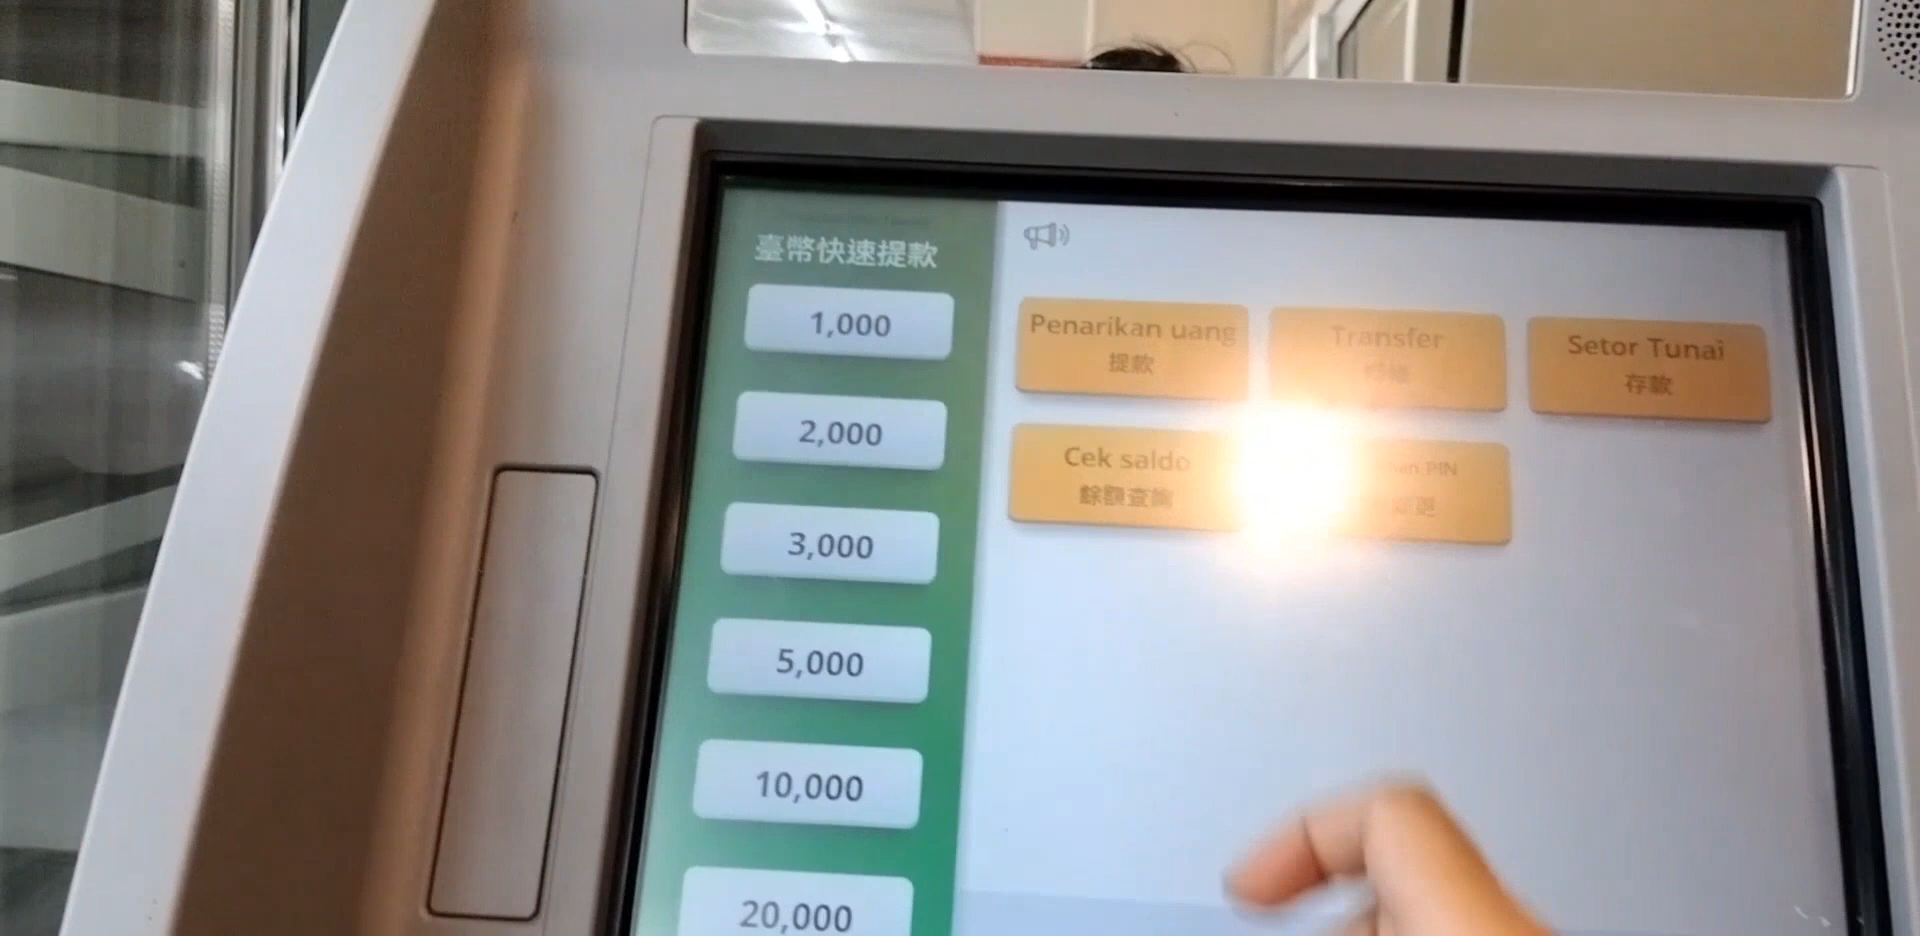 臺幣快速提款
1,000
2,000
3,000
5,000
10,000
20,000
Penarikan uang
提款
Transfer
Setor Tunai
存款
Cek saldo
餘額查詢
PIN